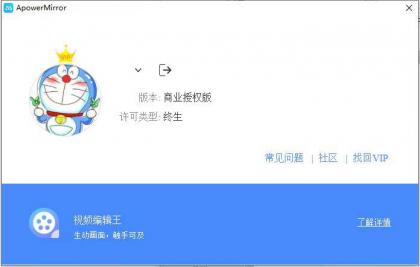 ApowerMirror
版本: 商业授权版
许可类型: 终生
常见问题 | 社区 | 找回VIP
视频编辑王
生动画面，触手可及
了解详情